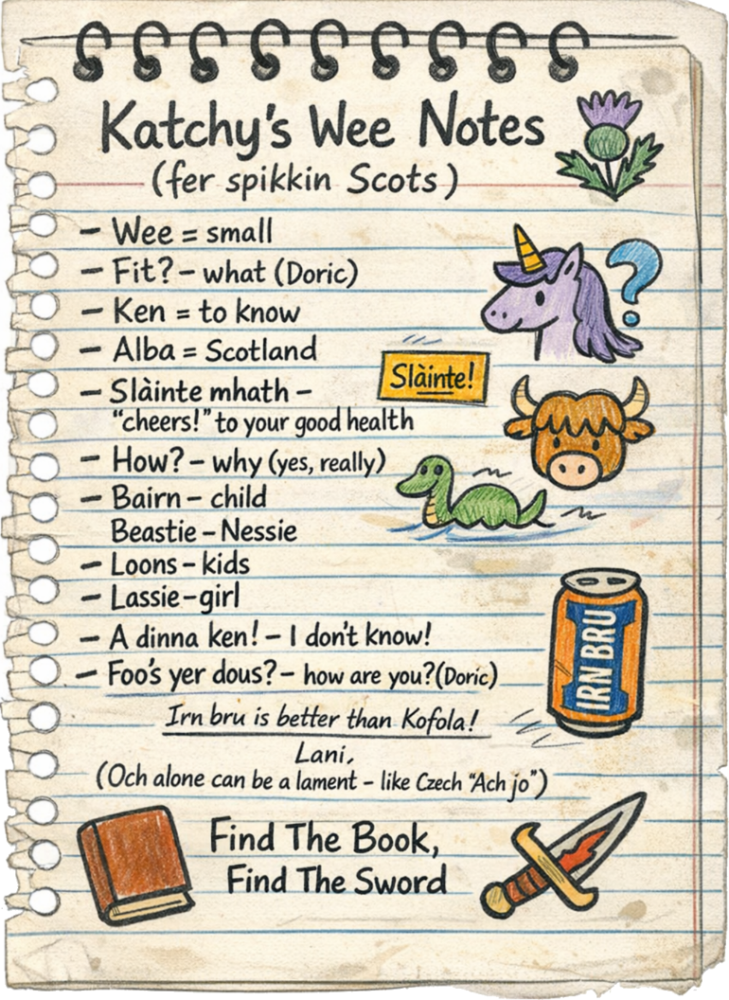 Katchy's Wee Notes
(fer spikkin Scots)
– Wee = small
– Fit? – what (Doric)
– Ken = to know
– Alba = Scotland
Slàinte!
– Slàinte mhath –
"cheers!" to your good health
– How? – why (yes, really)
– Bairn – child
Beastie – Nessie
– Loons – kids
– Lassie – girl
IRN BRU
– A dinna ken! – I don't know!
– Foo's yer dous? – how are you? (Doric)
Irn bru is better than Kofola!
Lani,
(Och alone can be a lament – like Czech "Ach jo")
Find The Book,
Find The Sword